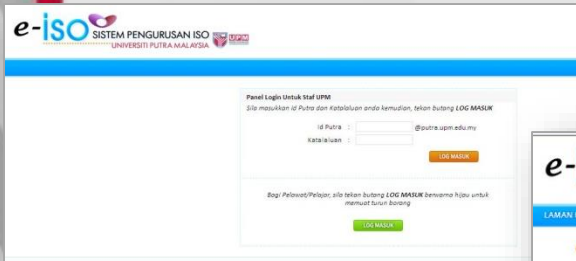 e-ISO SISTEM PENGURUSAN ISO UPM
UNIVERSITI PUTRA MALAYSIA
Panel Login Untuk Staf UPM
Sila masukkan Id Putra dan Katalaluan anda kemudian, tekan butang LOG MASUK
Id Putra : @putra.upm.edu.my
Katalaluan :
LOG MASUK
Bagi Pelawat/Pelajar, sila tekan butang LOG MASUK berwarna hijau untuk
memuat turun borang
LOG MASUK
e-
LAMAN